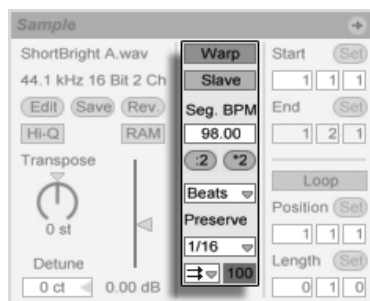 Sample
ShortBright A.wav
44.1 kHz 16 Bit 2 Ch
Edit Save Rev.
Hi-Q RAM
Transpose
0 st
Detune
0 ct 0.00 dB
Warp
Slave
Seg. BPM
98.00
:2 *2
Beats
Preserve
1/16
100
Start Set
1 1 1
End Set
1 2 1
Loop
Position Set
1 1 1
Length Set
0 1 0